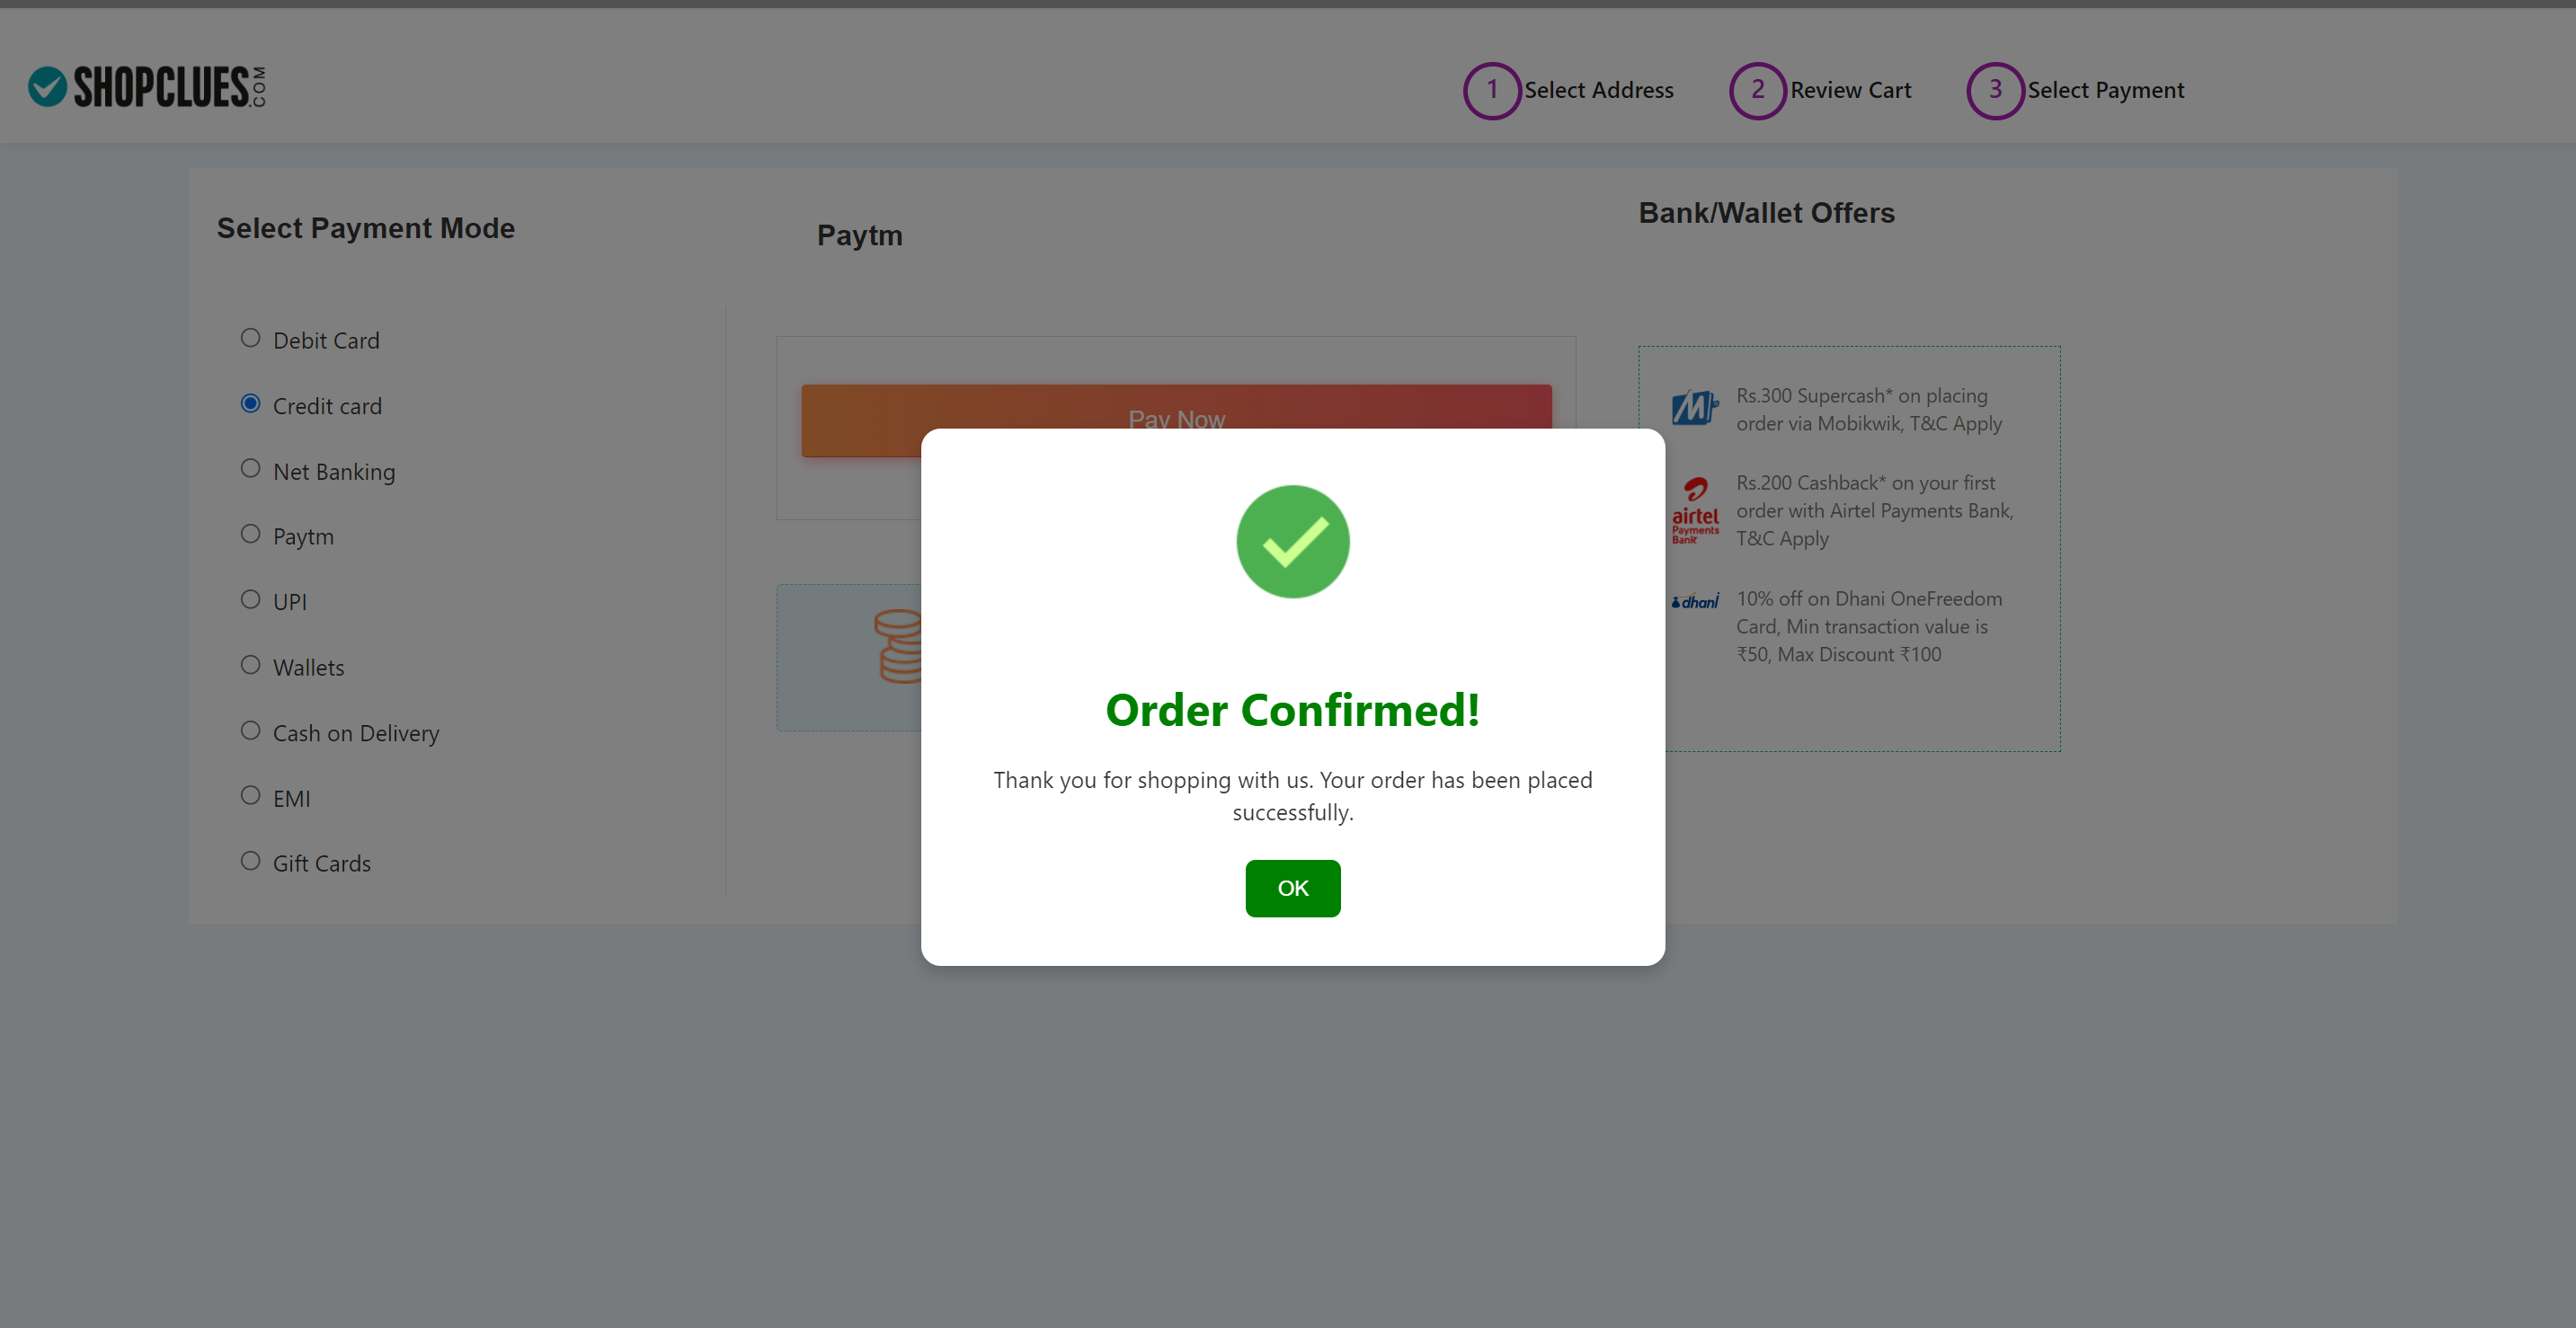 SHOPCLUES.COM
1 Select Address
2 Review Cart
3 Select Payment
Select Payment Mode
Debit Card
Credit card
Net Banking
Paytm
UPI
Wallets
Cash on Delivery
EMI
Gift Cards
Paytm
Pay Now
Bank/Wallet Offers
Rs.300 Supercash* on placing
order via Mobikwik, T&C Apply
airtel
Payments
Bank
Rs.200 Cashback* on your first
order with Airtel Payments Bank,
T&C Apply
dhani
10% off on Dhani OneFreedom
Card, Min transaction value is
₹50, Max Discount ₹100
Order Confirmed!
Thank you for shopping with us. Your order has been placed
successfully.
OK